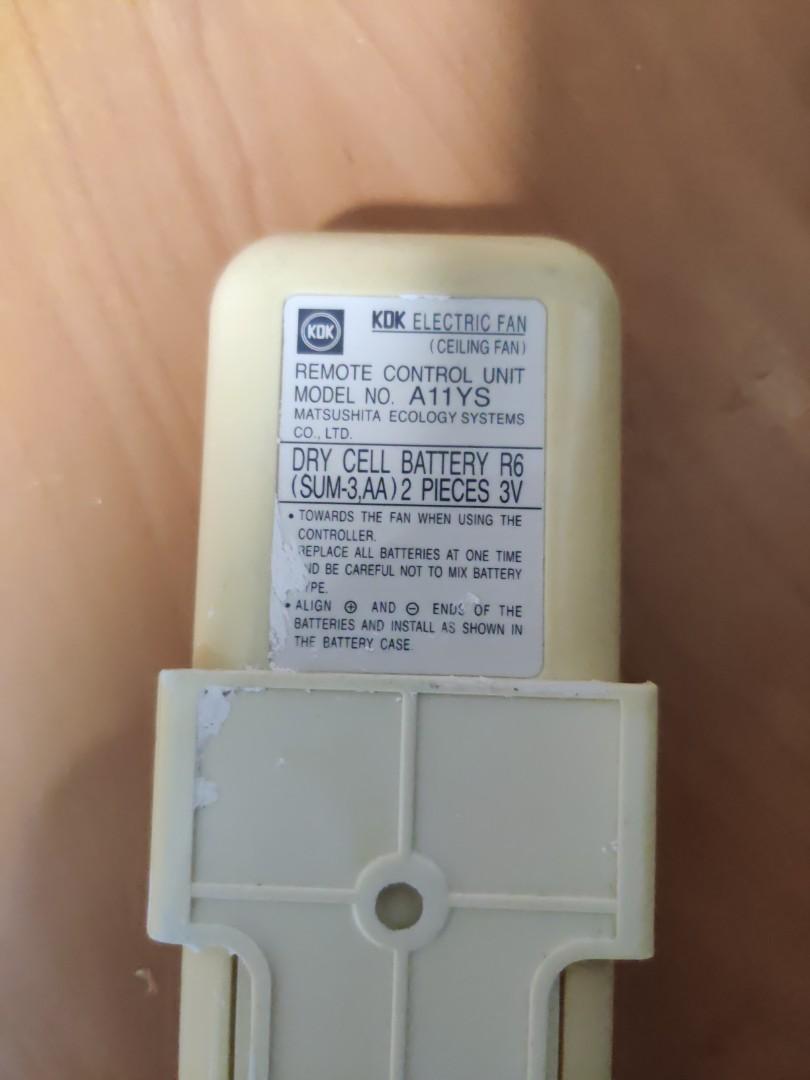 KDK
KDK ELECTRIC FAN
(CEILING FAN)
REMOTE CONTROL UNIT
MODEL NO. A11YS
MATSUSHITA ECOLOGY SYSTEMS
CO., LTD.
DRY CELL BATTERY R6
(SUM-3,AA) 2 PIECES 3V
• TOWARDS THE FAN WHEN USING THE
CONTROLLER.
REPLACE ALL BATTERIES AT ONE TIME
AND BE CAREFUL NOT TO MIX BATTERY
TYPE.
• ALIGN ⊕ AND ⊖ ENDS OF THE
BATTERIES AND INSTALL AS SHOWN IN
THE BATTERY CASE.